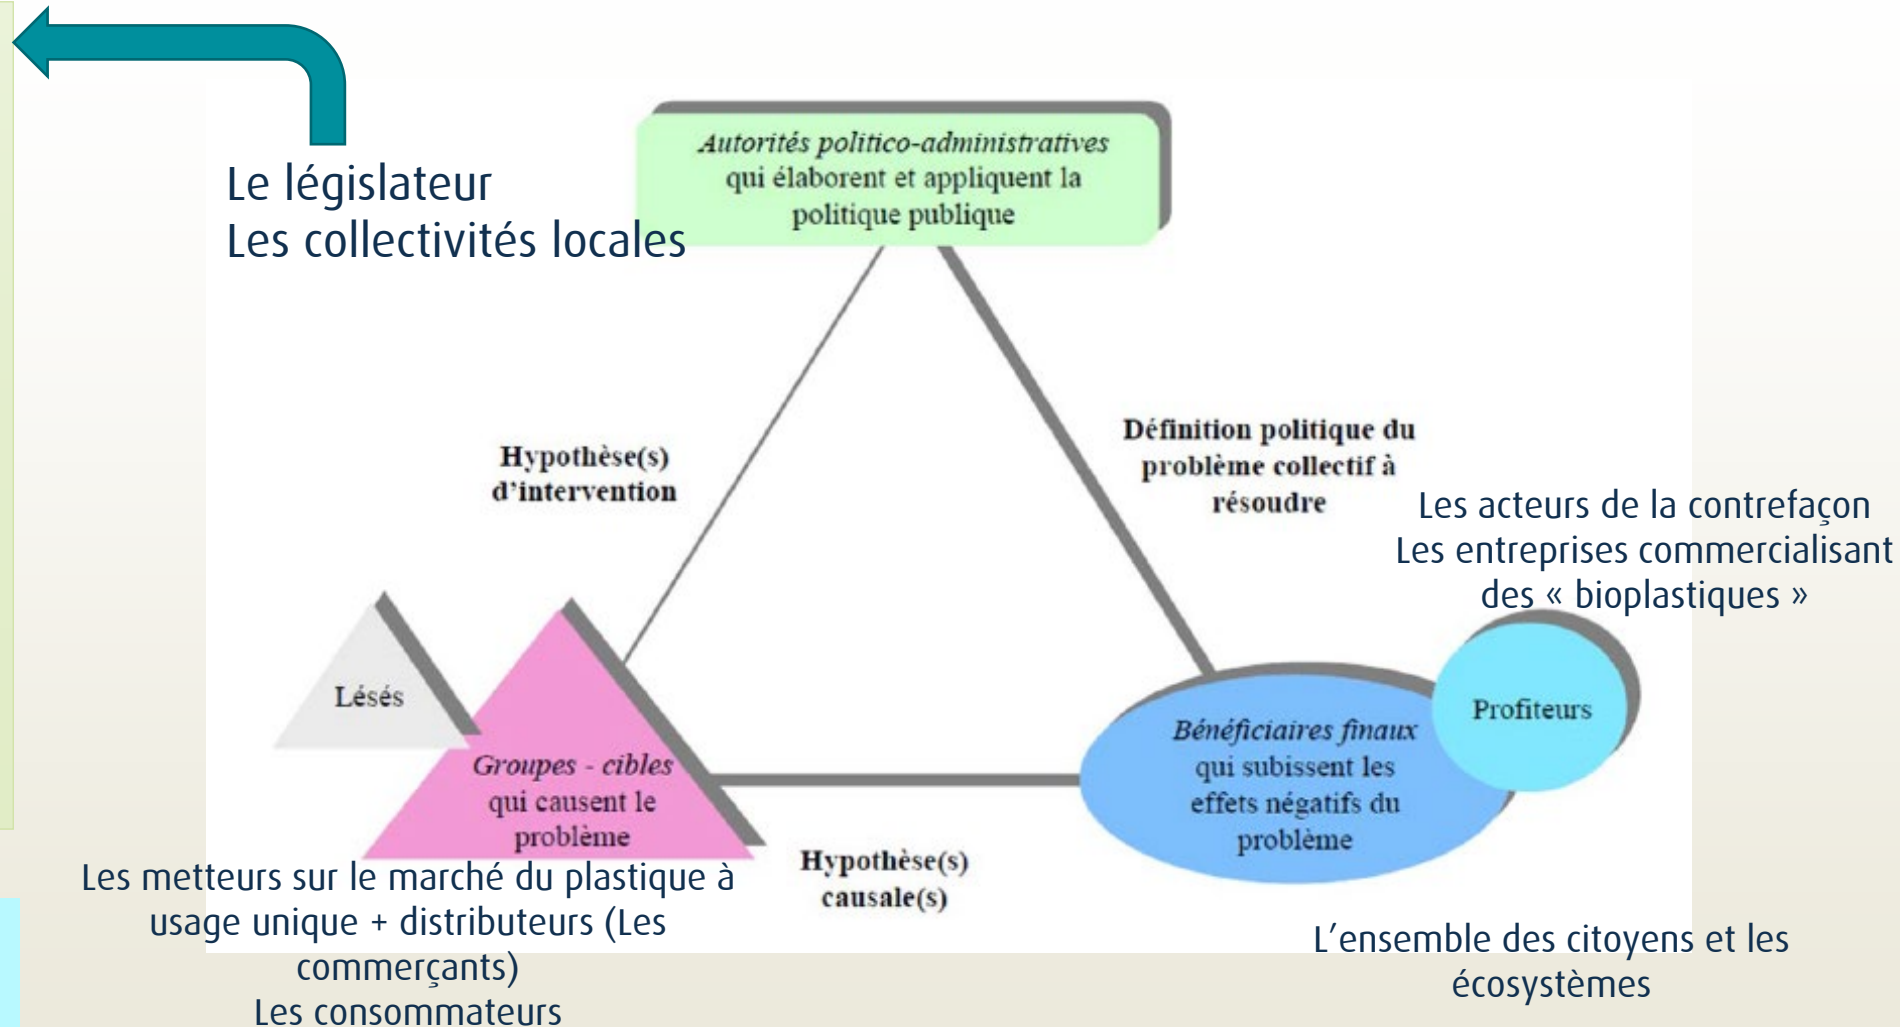 Le législateur
Les collectivités locales
Autorités politico-administratives
qui élaborent et appliquent la
politique publique
Hypothèse(s)
d'intervention
Définition politique du
problème collectif à
résoudre
Les acteurs de la contrefaçon
Les entreprises commercialisant
des « bioplastiques »
Lésés
Groupes - cibles
qui causent le
problème
Bénéficiaires finaux
qui subissent les
effets négatifs du
problème
Profiteurs
Hypothèse(s)
causale(s)
Les metteurs sur le marché du plastique à
usage unique + distributeurs (Les
commerçants)
Les consommateurs
L'ensemble des citoyens et les
écosystèmes